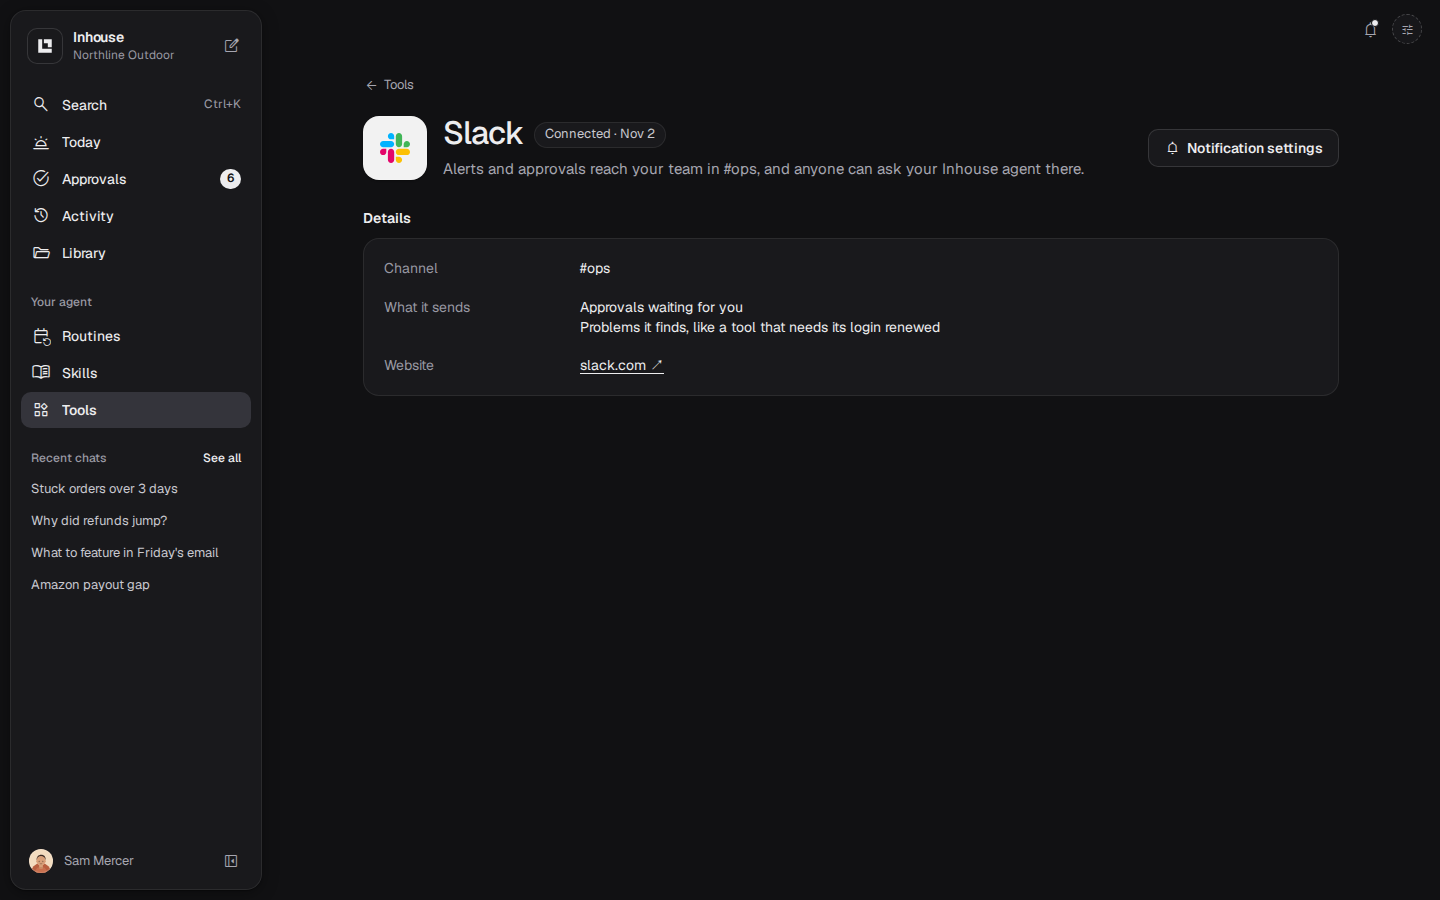 Inhouse
Northline Outdoor
Search Ctrl+K
Today
Approvals 6
Activity
Library
Your agent
Routines
Skills
Tools
Recent chats See all
Stuck orders over 3 days
Why did refunds jump?
What to feature in Friday's email
Amazon payout gap
Sam Mercer
← Tools
Slack Connected · Nov 2
Alerts and approvals reach your team in #ops, and anyone can ask your Inhouse agent there.
Notification settings
Details
Channel #ops
What it sends Approvals waiting for you
Problems it finds, like a tool that needs its login renewed
Website slack.com ↗